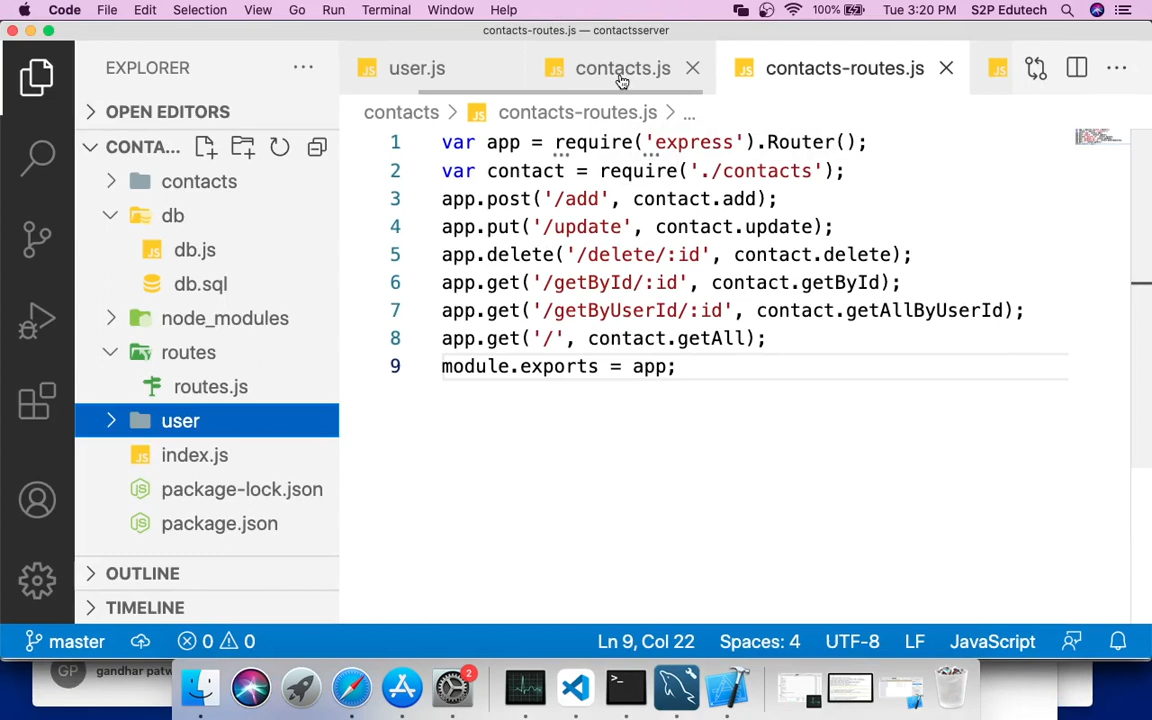 Code File Edit Selection View Go Run Terminal Window Help 100% Tue 3:20 PM S2P Edutech
contacts-routes.js — contactsserver
EXPLORER
user.js contacts.js contacts-routes.js
OPEN EDITORS
contacts contacts-routes.js ...
CONTA...
contacts
db
db.js
db.sql
node_modules
routes
routes.js
user
index.js
package-lock.json
package.json
OUTLINE
TIMELINE
1 var app = require('express').Router();
2 var contact = require('./contacts');
3 app.post('/add', contact.add);
4 app.put('/update', contact.update);
5 app.delete('/delete/:id', contact.delete);
6 app.get('/getById/:id', contact.getById);
7 app.get('/getByUserId/:id', contact.getAllByUserId);
8 app.get('/', contact.getAll);
9 module.exports = app;
master 0 0 Ln 9, Col 22 Spaces: 4 UTF-8 LF JavaScript
GP gandhar patw
2